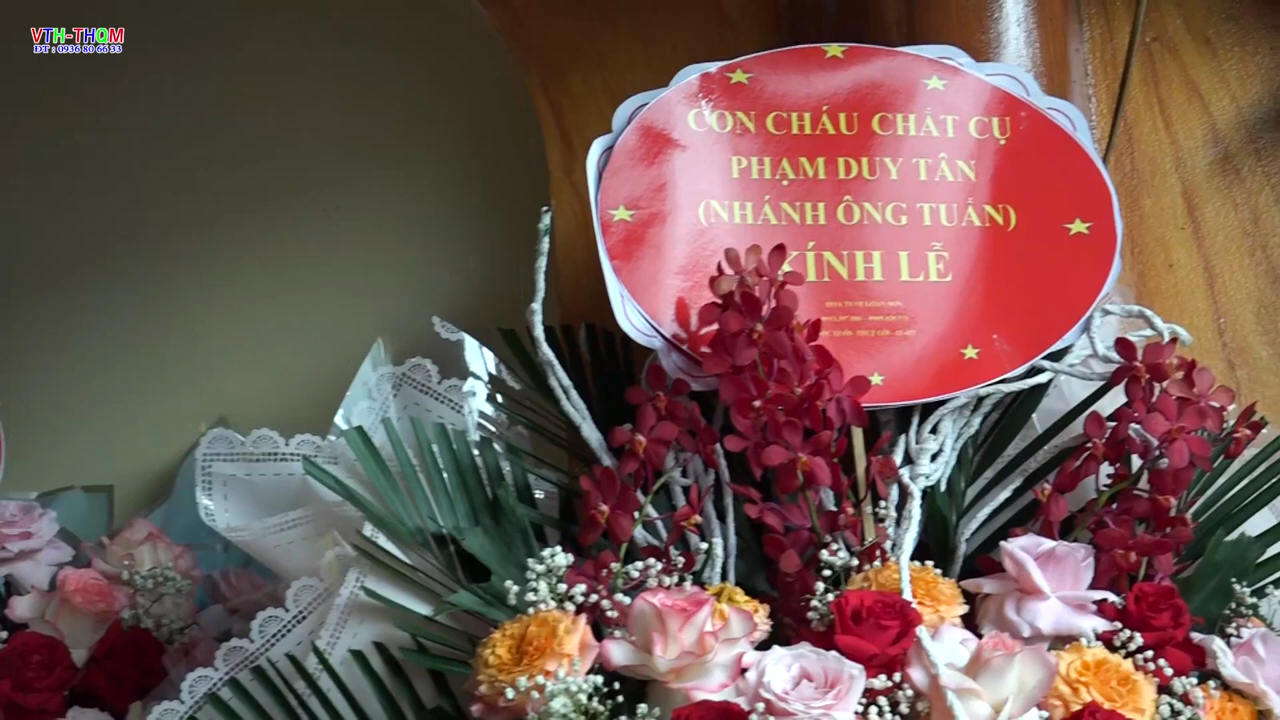 VTH-THQM
ĐT : 0936 80 66 33
CON CHÁU CHẮT CỤ
PHẠM DUY TÂN
(NHÁNH ÔNG TUẤN)
KÍNH LỄ